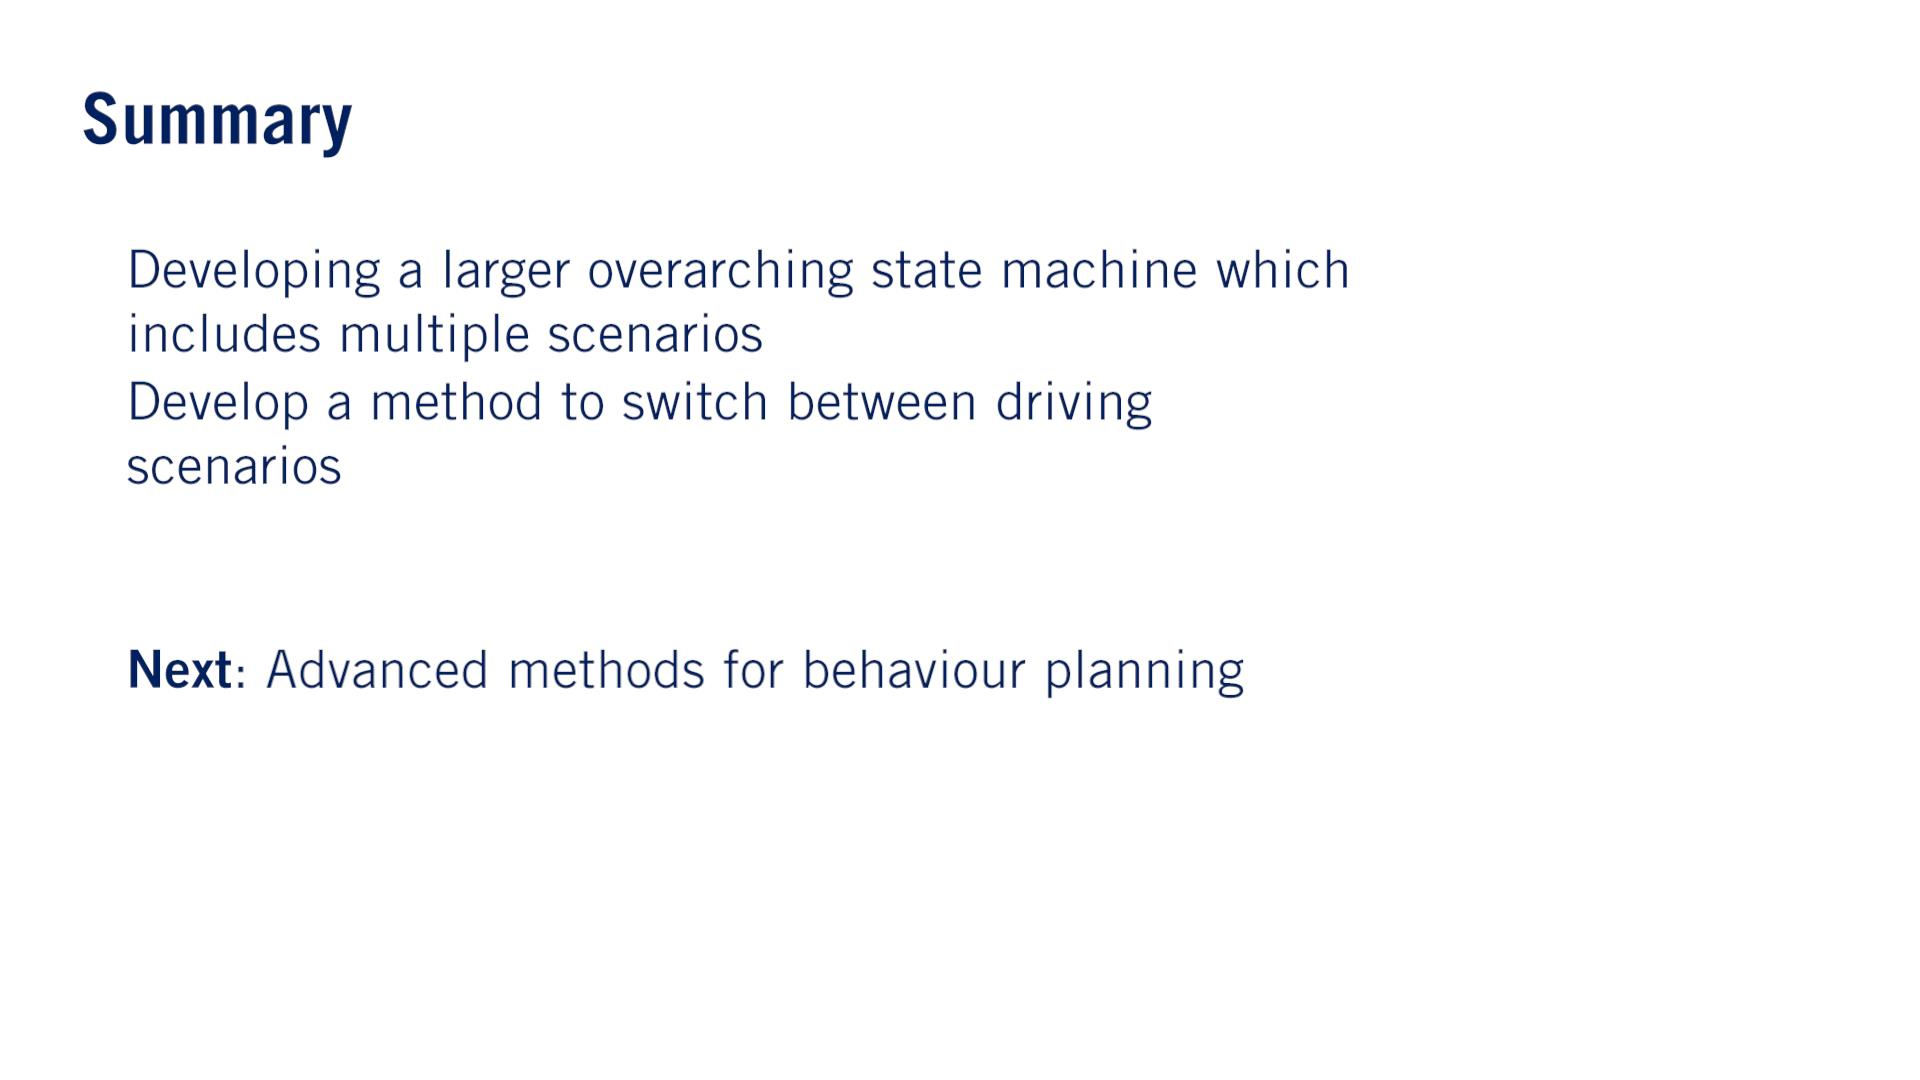 Summary
Developing a larger overarching state machine which
includes multiple scenarios
Develop a method to switch between driving
scenarios
Next: Advanced methods for behaviour planning